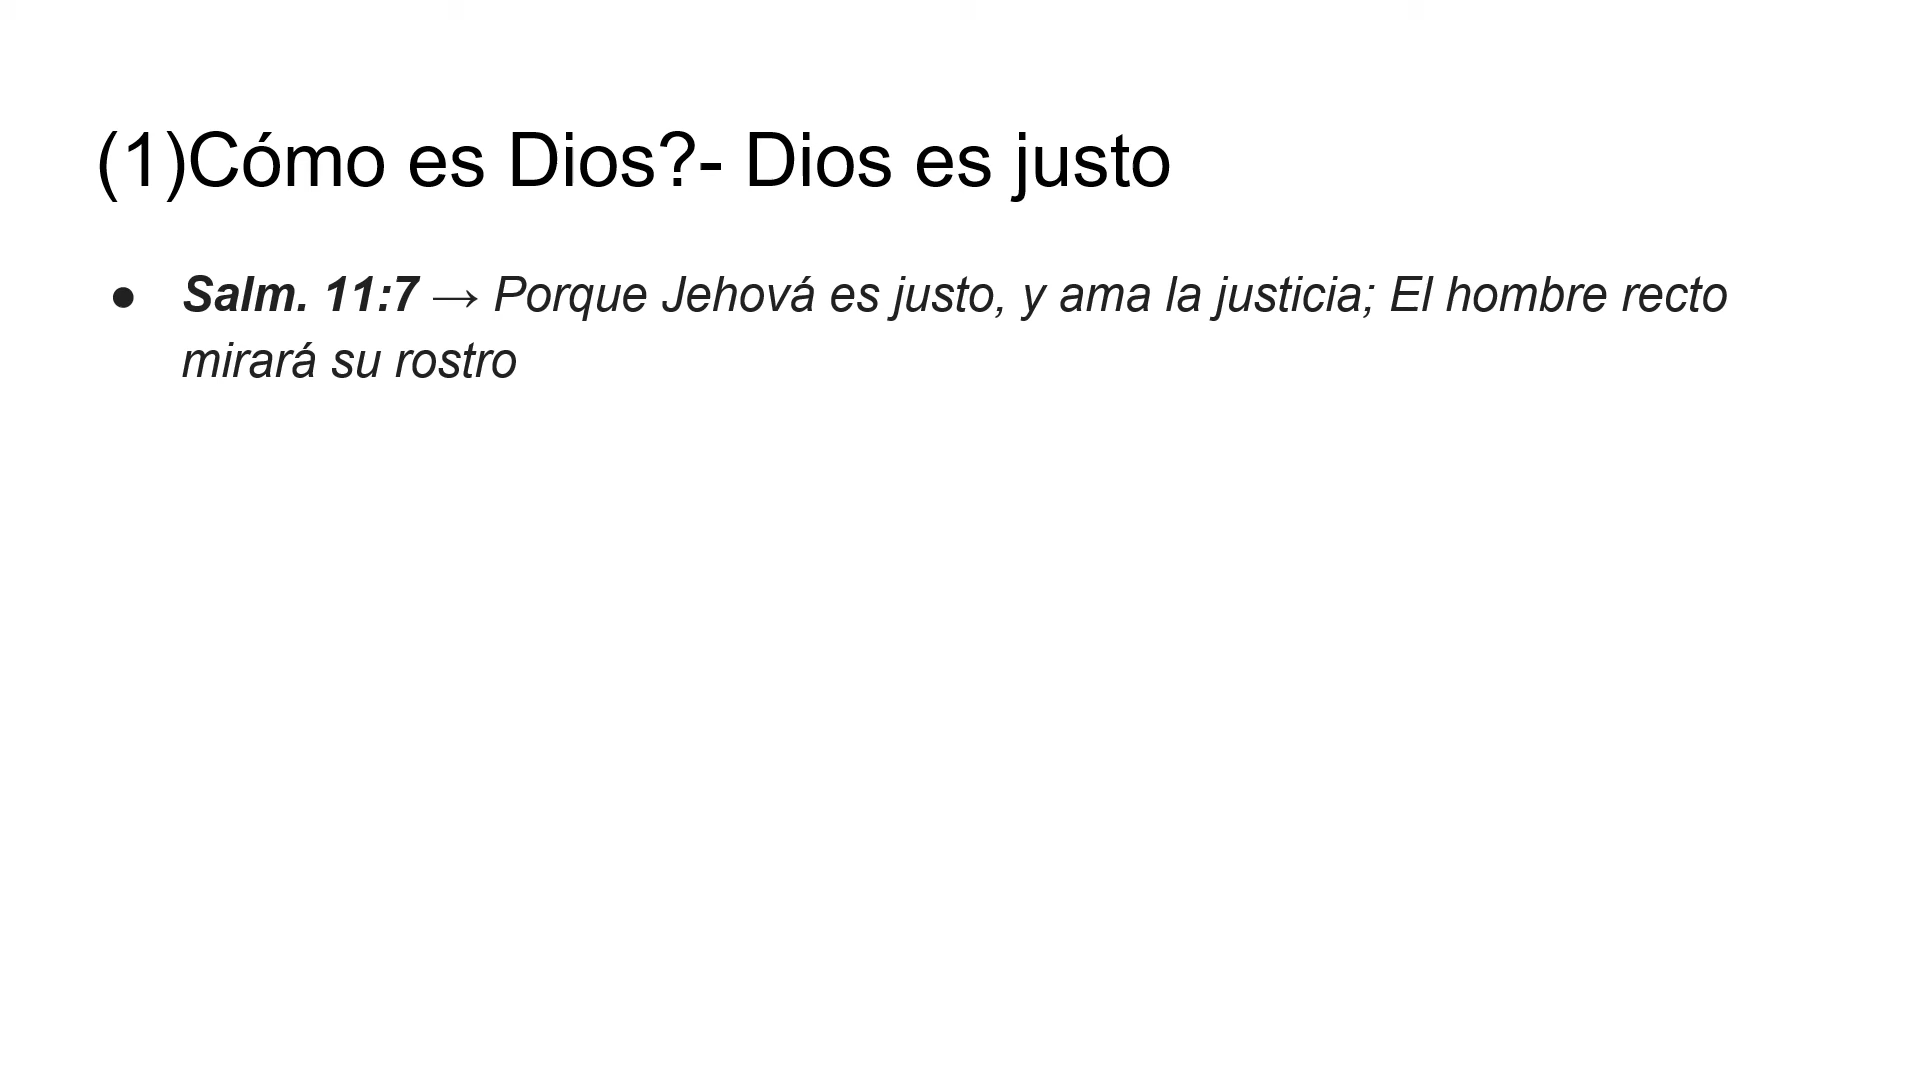 (1)Cómo es Dios?- Dios es justo
● Salm. 11:7 → Porque Jehová es justo, y ama la justicia; El hombre recto
mirará su rostro